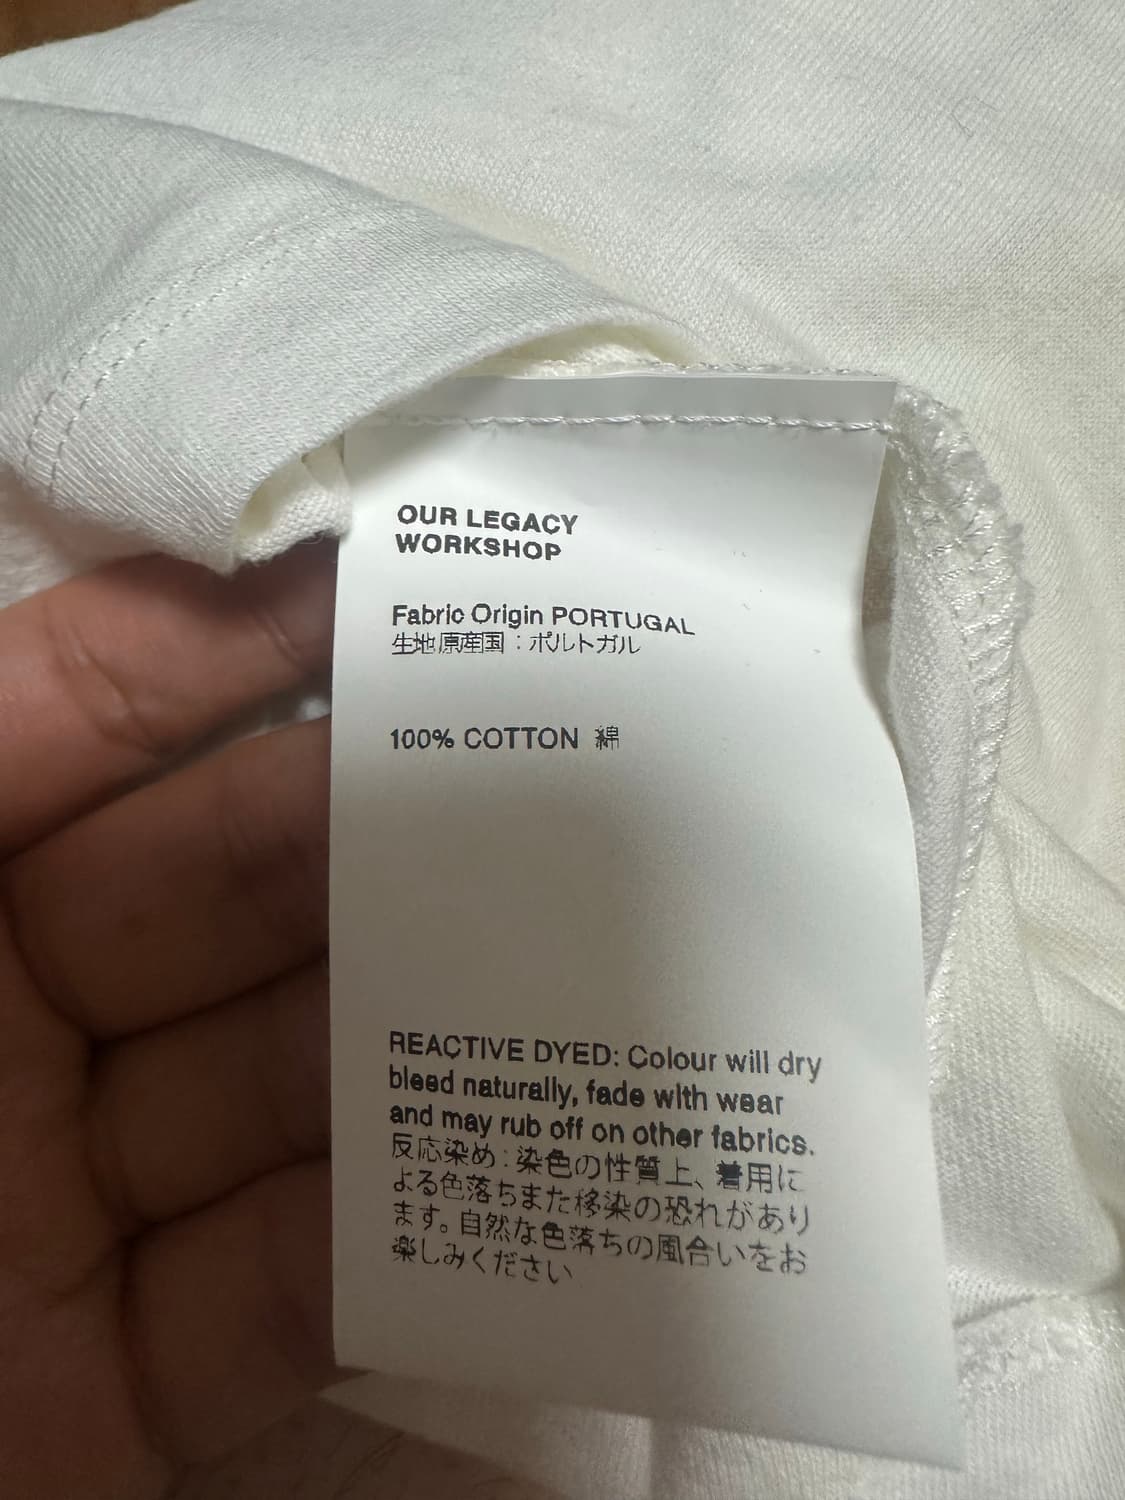 OUR LEGACY
WORKSHOP
Fabric Origin PORTUGAL
生地原産国：ポルトガル
100% COTTON 綿
REACTIVE DYED: Colour will dry
bleed naturally, fade with wear
and may rub off on other fabrics.
反応染め：染色の性質上、着用に
よる色落ちまた移染の恐れがあり
ます。自然な色落ちの風合いをお
楽しみください